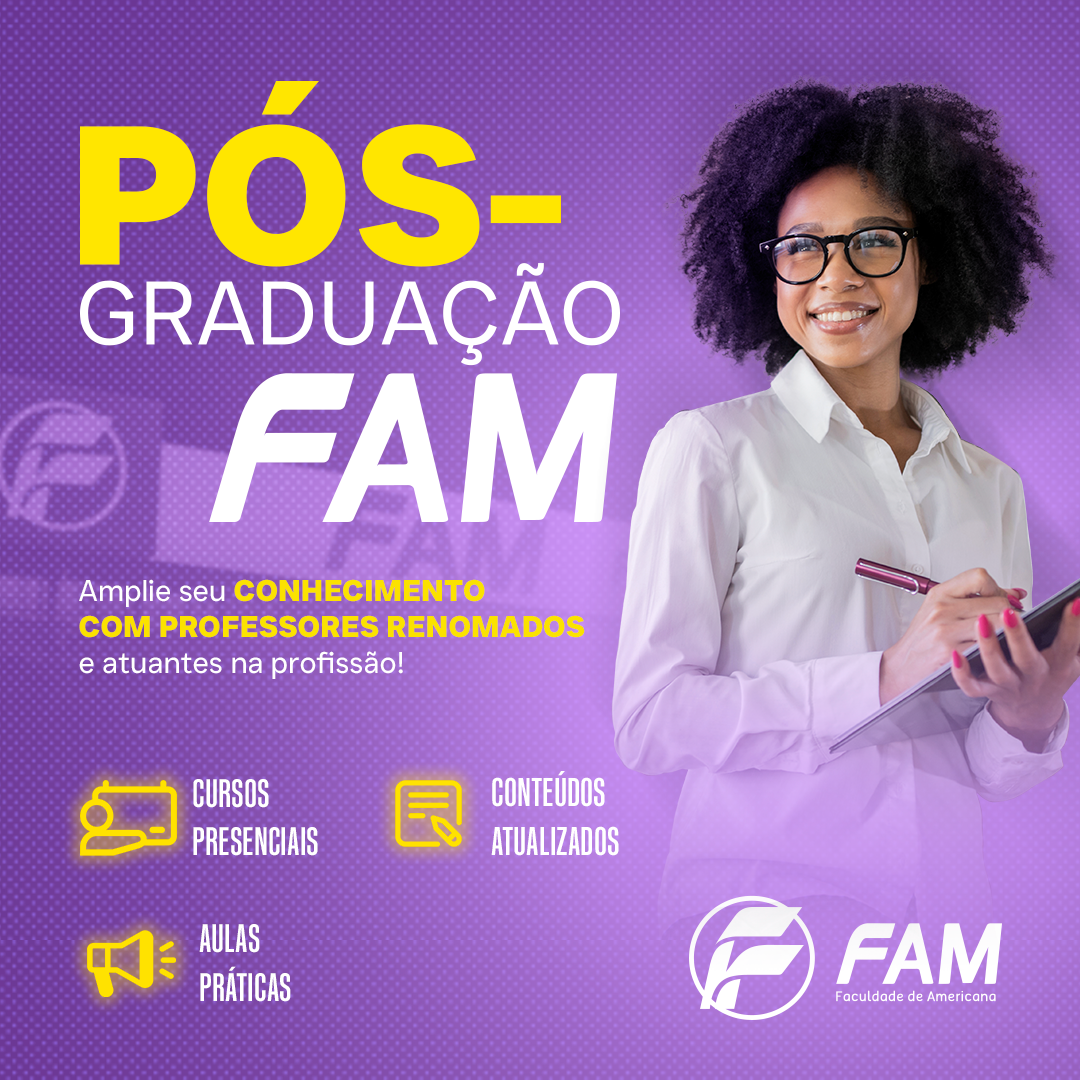 PÓS-
GRADUAÇÃO
FAM
FAM
Amplie seu CONHECIMENTO
COM PROFESSORES RENOMADOS
e atuantes na profissão!
CURSOS
PRESENCIAIS
CONTEÚDOS
ATUALIZADOS
AULAS
PRÁTICAS
FAM
Faculdade de Americana